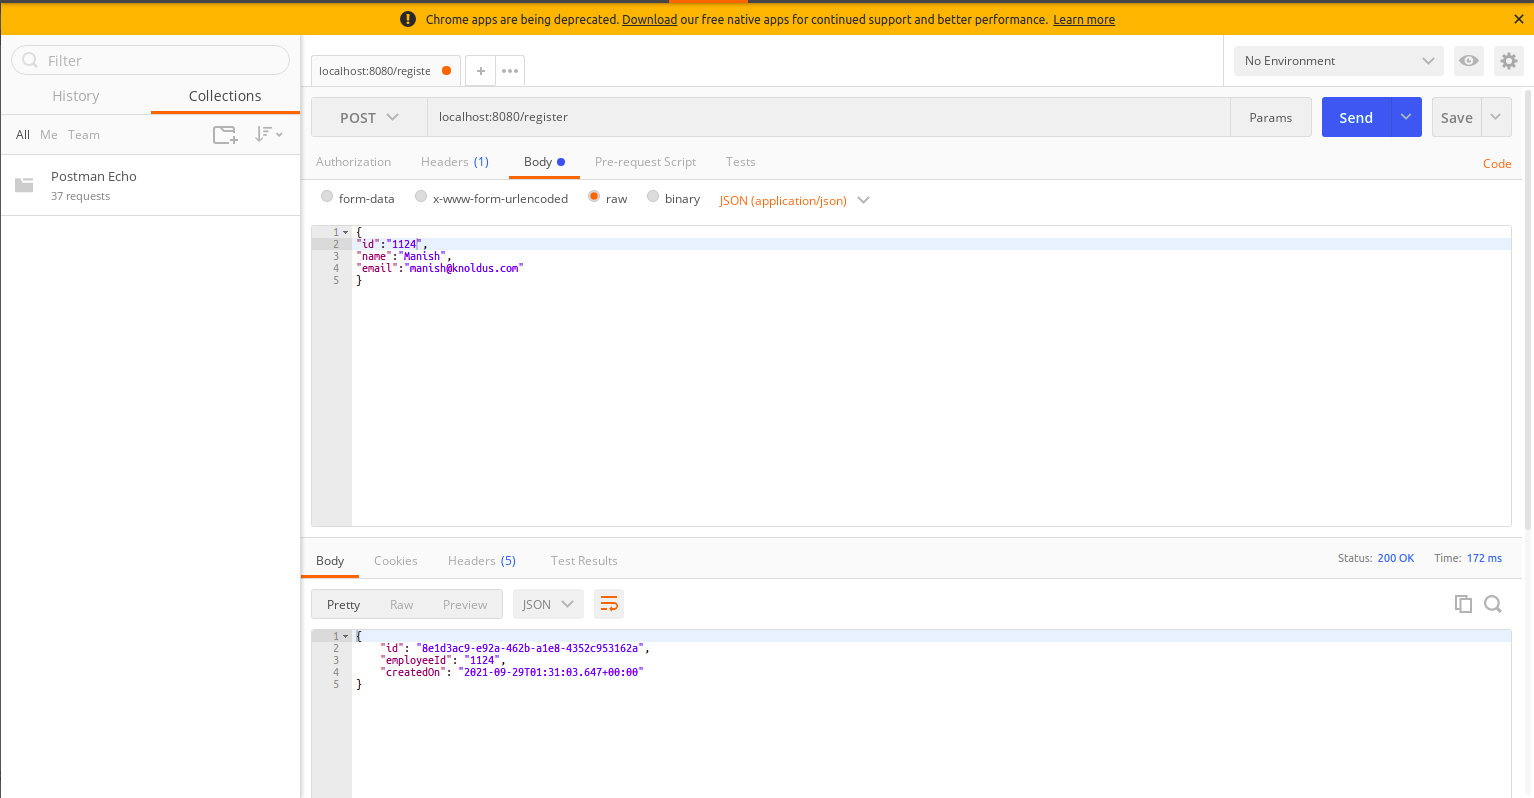 Chrome apps are being deprecated. Download our free native apps for continued support and better performance. Learn more
Filter
History
Collections
All
Me
Team
Postman Echo
37 requests
localhost:8080/registe
No Environment
POST
localhost:8080/register
Params
Send
Save
Authorization
Headers (1)
Body
Pre-request Script
Tests
Code
form-data
x-www-form-urlencoded
raw
binary
JSON (application/json)
1 {
2 "id":"1124",
3 "name":"Manish",
4 "email":"manish@knoldus.com"
5 }
Body
Cookies
Headers (5)
Test Results
Status: 200 OK
Time: 172 ms
Pretty
Raw
Preview
JSON
1 {
2 "id": "8e1d3ac9-e92a-462b-a1e8-4352c953162a",
3 "employeeId": "1124",
4 "createdOn": "2021-09-29T01:31:03.647+00:00"
5 }